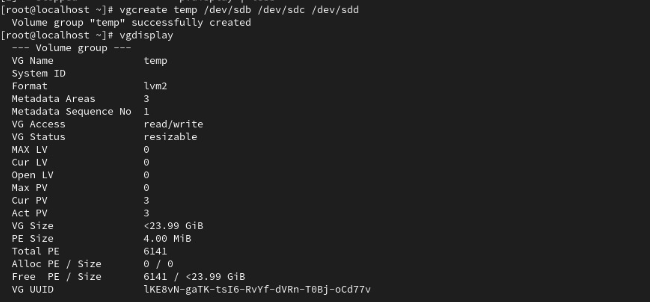 [root@localhost ~]# vgcreate temp /dev/sdb /dev/sdc /dev/sdd
  Volume group "temp" successfully created
[root@localhost ~]# vgdisplay
  --- Volume group ---
  VG Name               temp
  System ID
  Format                lvm2
  Metadata Areas        3
  Metadata Sequence No  1
  VG Access             read/write
  VG Status             resizable
  MAX LV                0
  Cur LV                0
  Open LV               0
  Max PV                0
  Cur PV                3
  Act PV                3
  VG Size               <23.99 GiB
  PE Size               4.00 MiB
  Total PE              6141
  Alloc PE / Size       0 / 0
  Free  PE / Size       6141 / <23.99 GiB
  VG UUID               lKE8vN-gaTK-tsI6-RvYf-dVRn-T0Bj-oCd77v